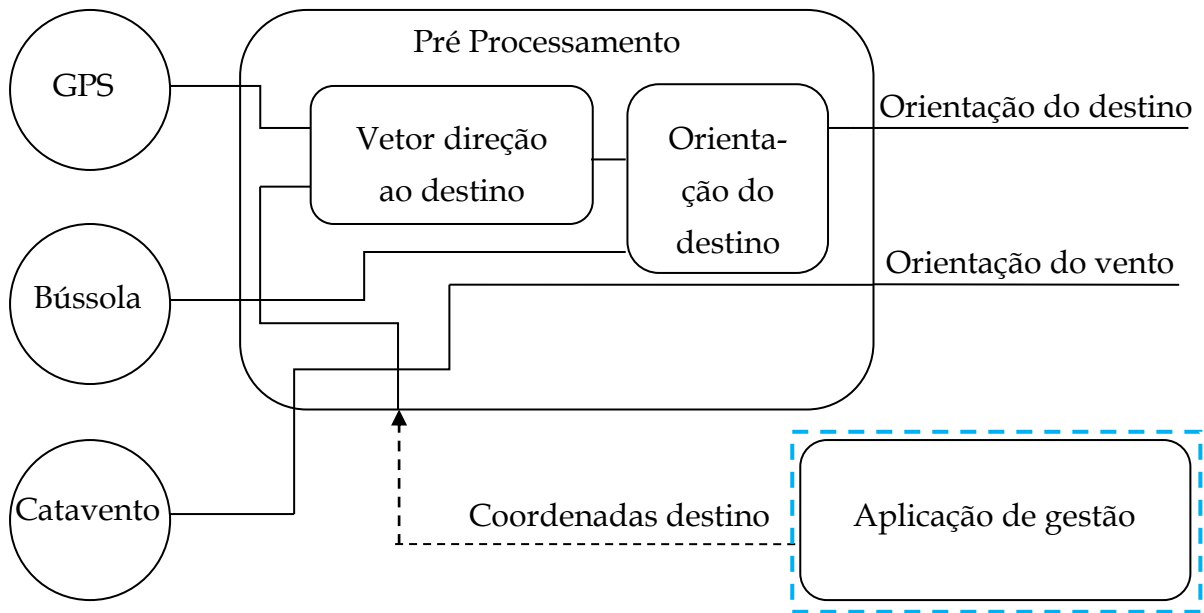 Pré Processamento
GPS
Vetor direção
ao destino
Orienta-
ção do
destino
Orientação do destino
Bússola
Orientação do vento
Catavento
Coordenadas destino
Aplicação de gestão